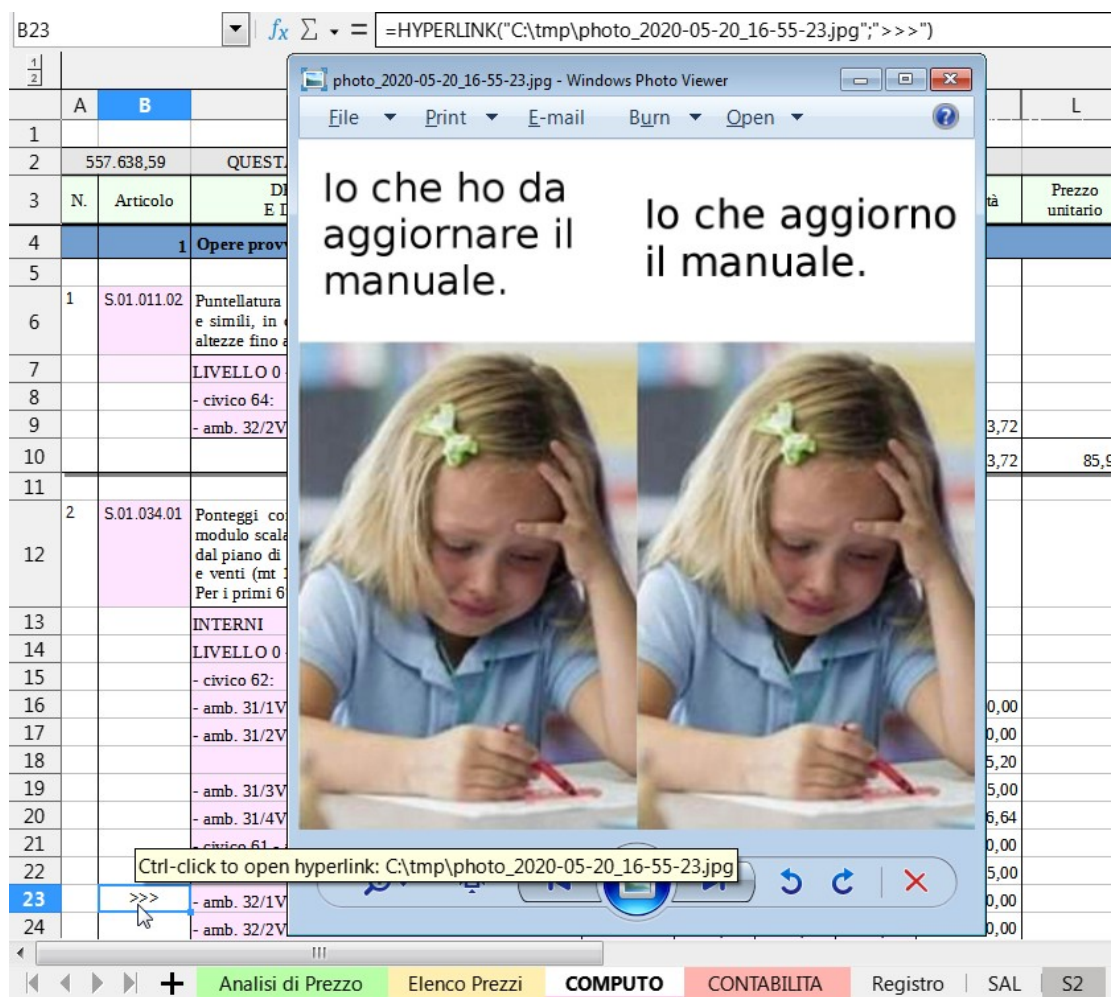 B23
=HYPERLINK("C:\tmp\photo_2020-05-20_16-55-23.jpg";">>>")
1
2
photo_2020-05-20_16-55-23.jpg - Windows Photo Viewer
File Print E-mail Burn Open
A B L
1
2 557.638,59 QUESTA
3 N. Articolo Prezzo unitario
4 1 Opere provv
5
6 1 S.01.011.02 Puntellatura
e simili, in
altezze fino a
7 LIVELLO 0
8 - civico 64:
9 - amb. 32/2V 3,72
10 3,72 85,9
11
12 2 S.01.034.01 Ponteggi
modulo scala
dal piano di
e venti (mt
Per i primi 6
13 INTERNI
14 LIVELLO 0
15 - civico 62:
16 - amb. 31/1V 0,00
17 - amb. 31/2V 0,00
18 5,20
19 - amb. 31/3V 5,00
20 - amb. 31/4V 6,64
21 - civico 61 0,00
22 5,00
23 >>> - amb. 32/1V 0,00
24 - amb. 32/2V 0,00
Io che ho da
aggiornare il
manuale.
Io che aggiorno
il manuale.
Ctrl-click to open hyperlink: C:\tmp\photo_2020-05-20_16-55-23.jpg
Analisi di Prezzo Elenco Prezzi COMPUTO CONTABILITA Registro SAL S2